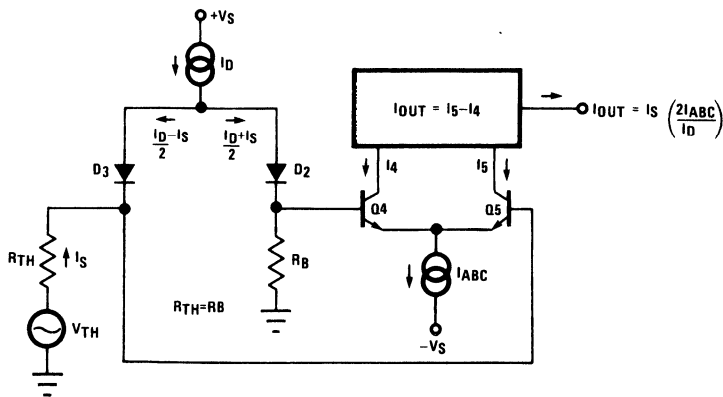 +VS
ID
ID/2-IS
ID/2+IS
IOUT = I5-I4
IOUT = IS (2IABC/ID)
D3
D2
I4
I5
Q4
Q5
RTH
IS
RB
IABC
RTH=RB
VTH
-VS